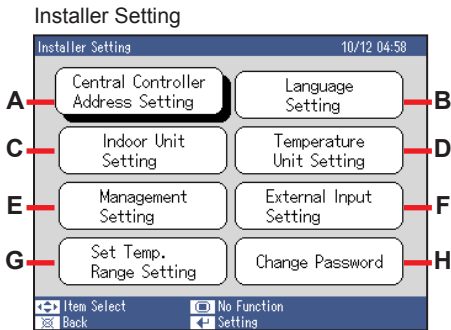 Installer Setting
Installer Setting 10/12 04:58
A
Central Controller
Address Setting
Language
Setting
B
C
Indoor Unit
Setting
Temperature
Unit Setting
D
E
Management
Setting
External Input
Setting
F
G
Set Temp.
Range Setting
Change Password
H
Item Select No Function
Back Setting